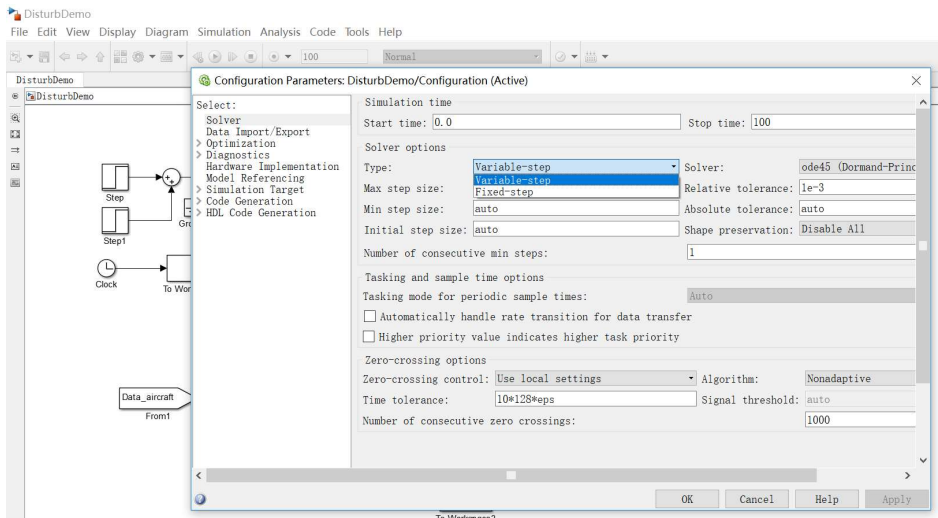 DisturbDemo
File Edit View Display Diagram Simulation Analysis Code Tools Help
100 Normal
DisturbDemo
DisturbDemo
Step
Step1
Clock
To Wor
Data_aircraft
From1
Configuration Parameters: DisturbDemo/Configuration (Active)
Select:
Solver
Data Import/Export
Optimization
Diagnostics
Hardware Implementation
Model Referencing
Simulation Target
Code Generation
HDL Code Generation
Simulation time
Start time: 0.0 Stop time: 100
Solver options
Type: Variable-step Solver: ode45 (Dormand-Princ
Variable-step
Fixed-step
Max step size: Relative tolerance: 1e-3
Min step size: auto Absolute tolerance: auto
Initial step size: auto Shape preservation: Disable All
Number of consecutive min steps: 1
Tasking and sample time options
Tasking mode for periodic sample times: Auto
Automatically handle rate transition for data transfer
Higher priority value indicates higher task priority
Zero-crossing options
Zero-crossing control: Use local settings Algorithm: Nonadaptive
Time tolerance: 10*128*eps Signal threshold: auto
Number of consecutive zero crossings: 1000
OK Cancel Help Apply